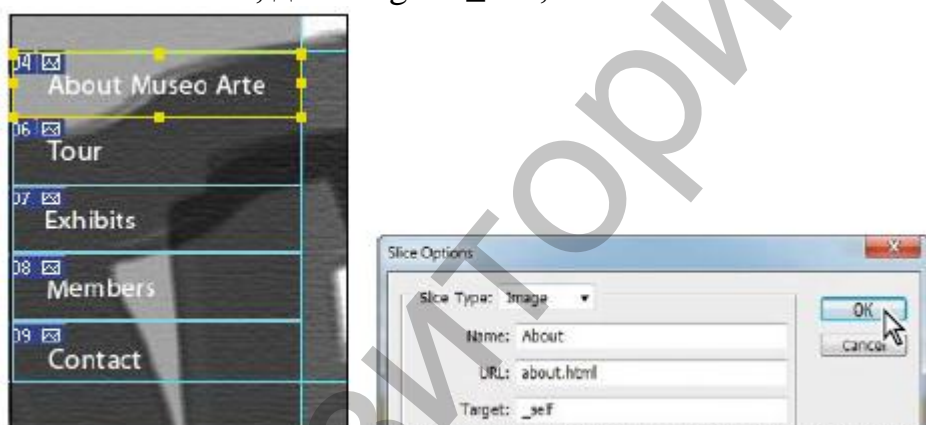 04
About Museo Arte
06
Tour
07
Exhibits
08
Members
09
Contact
Slice Options
Slice Type: Image
OK
Name: About
Cancel
URL: about.html
Target: _self